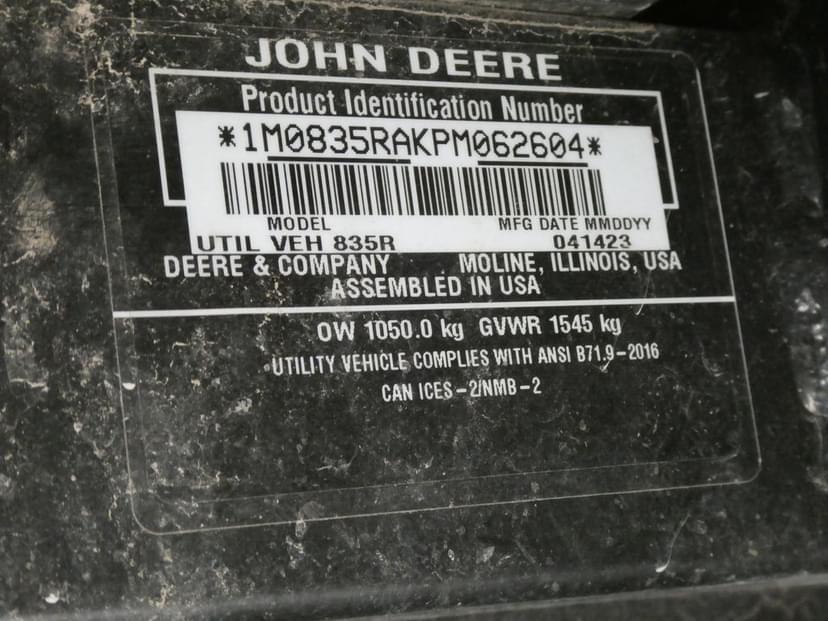 JOHN DEERE
Product Identification Number
*1M0835RAKPM062604*
MODEL MFG DATE MMDDYY
UTIL VEH 835R 041423
DEERE & COMPANY MOLINE, ILLINOIS, USA
ASSEMBLED IN USA
OW 1050.0 kg GVWR 1545 kg
UTILITY VEHICLE COMPLIES WITH ANSI B71.9-2016
CAN ICES-2/NMB-2